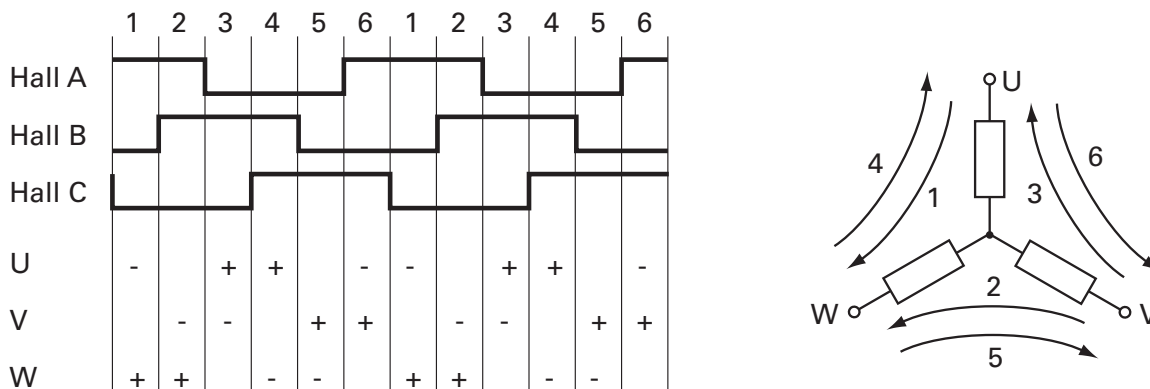 1 2 3 4 5 6 1 2 3 4 5 6
Hall A
Hall B
Hall C
U - + + - - + + -
V - - + + - - + +
W + + - - + + - -
U
4 1 3 6
W 2 V
5